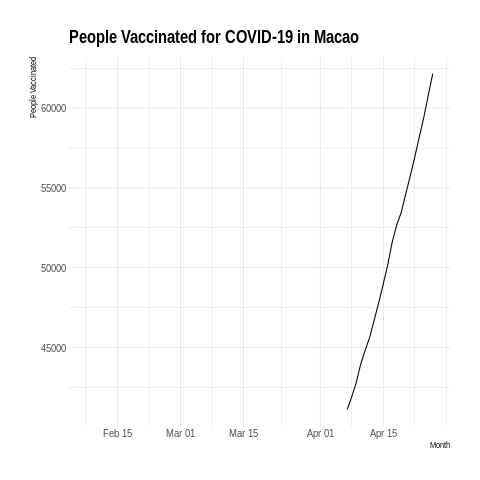 People Vaccinated for COVID-19 in Macao
People Vaccinated
60000
55000
50000
45000
Feb 15 Mar 01 Mar 15 Apr 01 Apr 15
Month